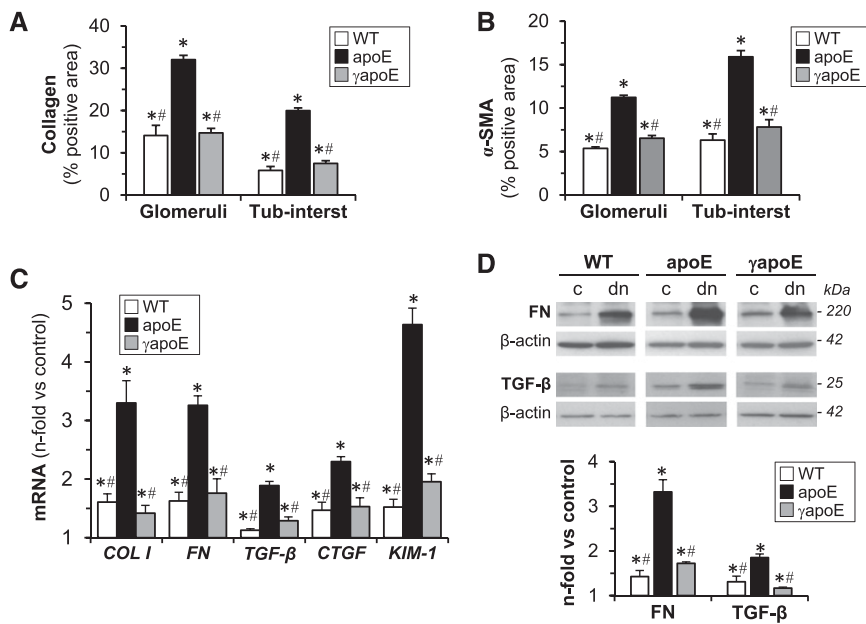 A
Collagen
(% positive area)
40
30
20
10
0
WT
apoE
γapoE
*#
*
*#
*#
*
*#
Glomeruli
Tub-interst
B
α-SMA
(% positive area)
20
15
10
5
0
WT
apoE
γapoE
*#
*
*#
*#
*
*#
Glomeruli
Tub-interst
C
mRNA (n-fold vs control)
5
4
3
2
1
WT
apoE
γapoE
*#
*
*#
*#
*
*#
*#
*
*#
*#
*
*#
*#
*
*#
COL I
FN
TGF-β
CTGF
KIM-1
D
WT
apoE
γapoE
c dn c dn c dn kDa
FN - 220
β-actin - 42
TGF-β - 25
β-actin - 42
n-fold vs control
4
3
2
1
WT
apoE
γapoE
*#
*
*#
*#
*
*#
FN
TGF-β